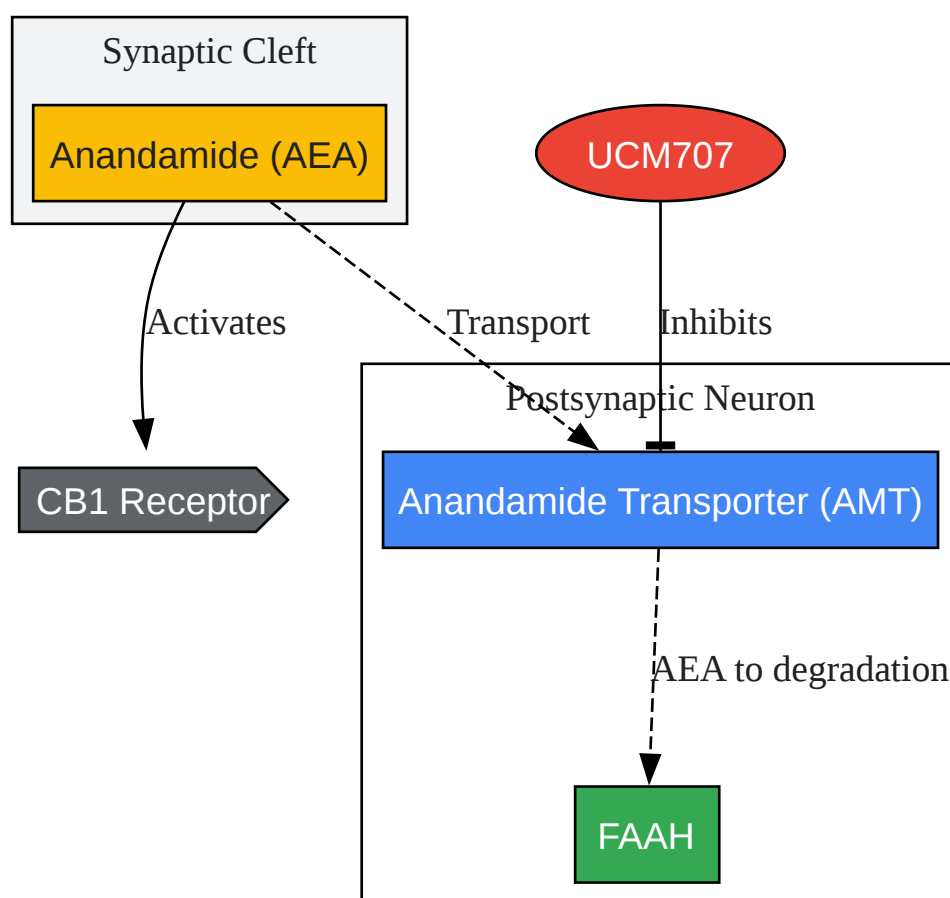 Synaptic Cleft
Anandamide (AEA)
UCM707
Activates
Transport
Inhibits
Postsynaptic Neuron
CB1 Receptor
Anandamide Transporter (AMT)
AEA to degradation
FAAH